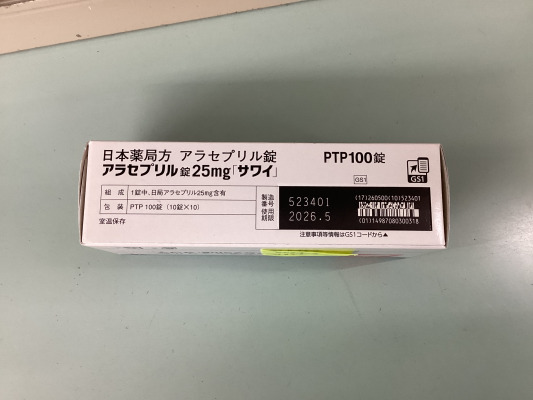 日本薬局方 アラセプリル錠
アラセプリル錠25mg「サワイ」
PTP100錠
GS1
GS1
組成 1錠中、日局アラセプリル25mg含有
包装 PTP 100錠(10錠×10)
室温保存
製造番号 523401
使用期限 2026.5
(17)260500(10)523401
(01)14987080300318
注意事項等情報はGS1コードから▲